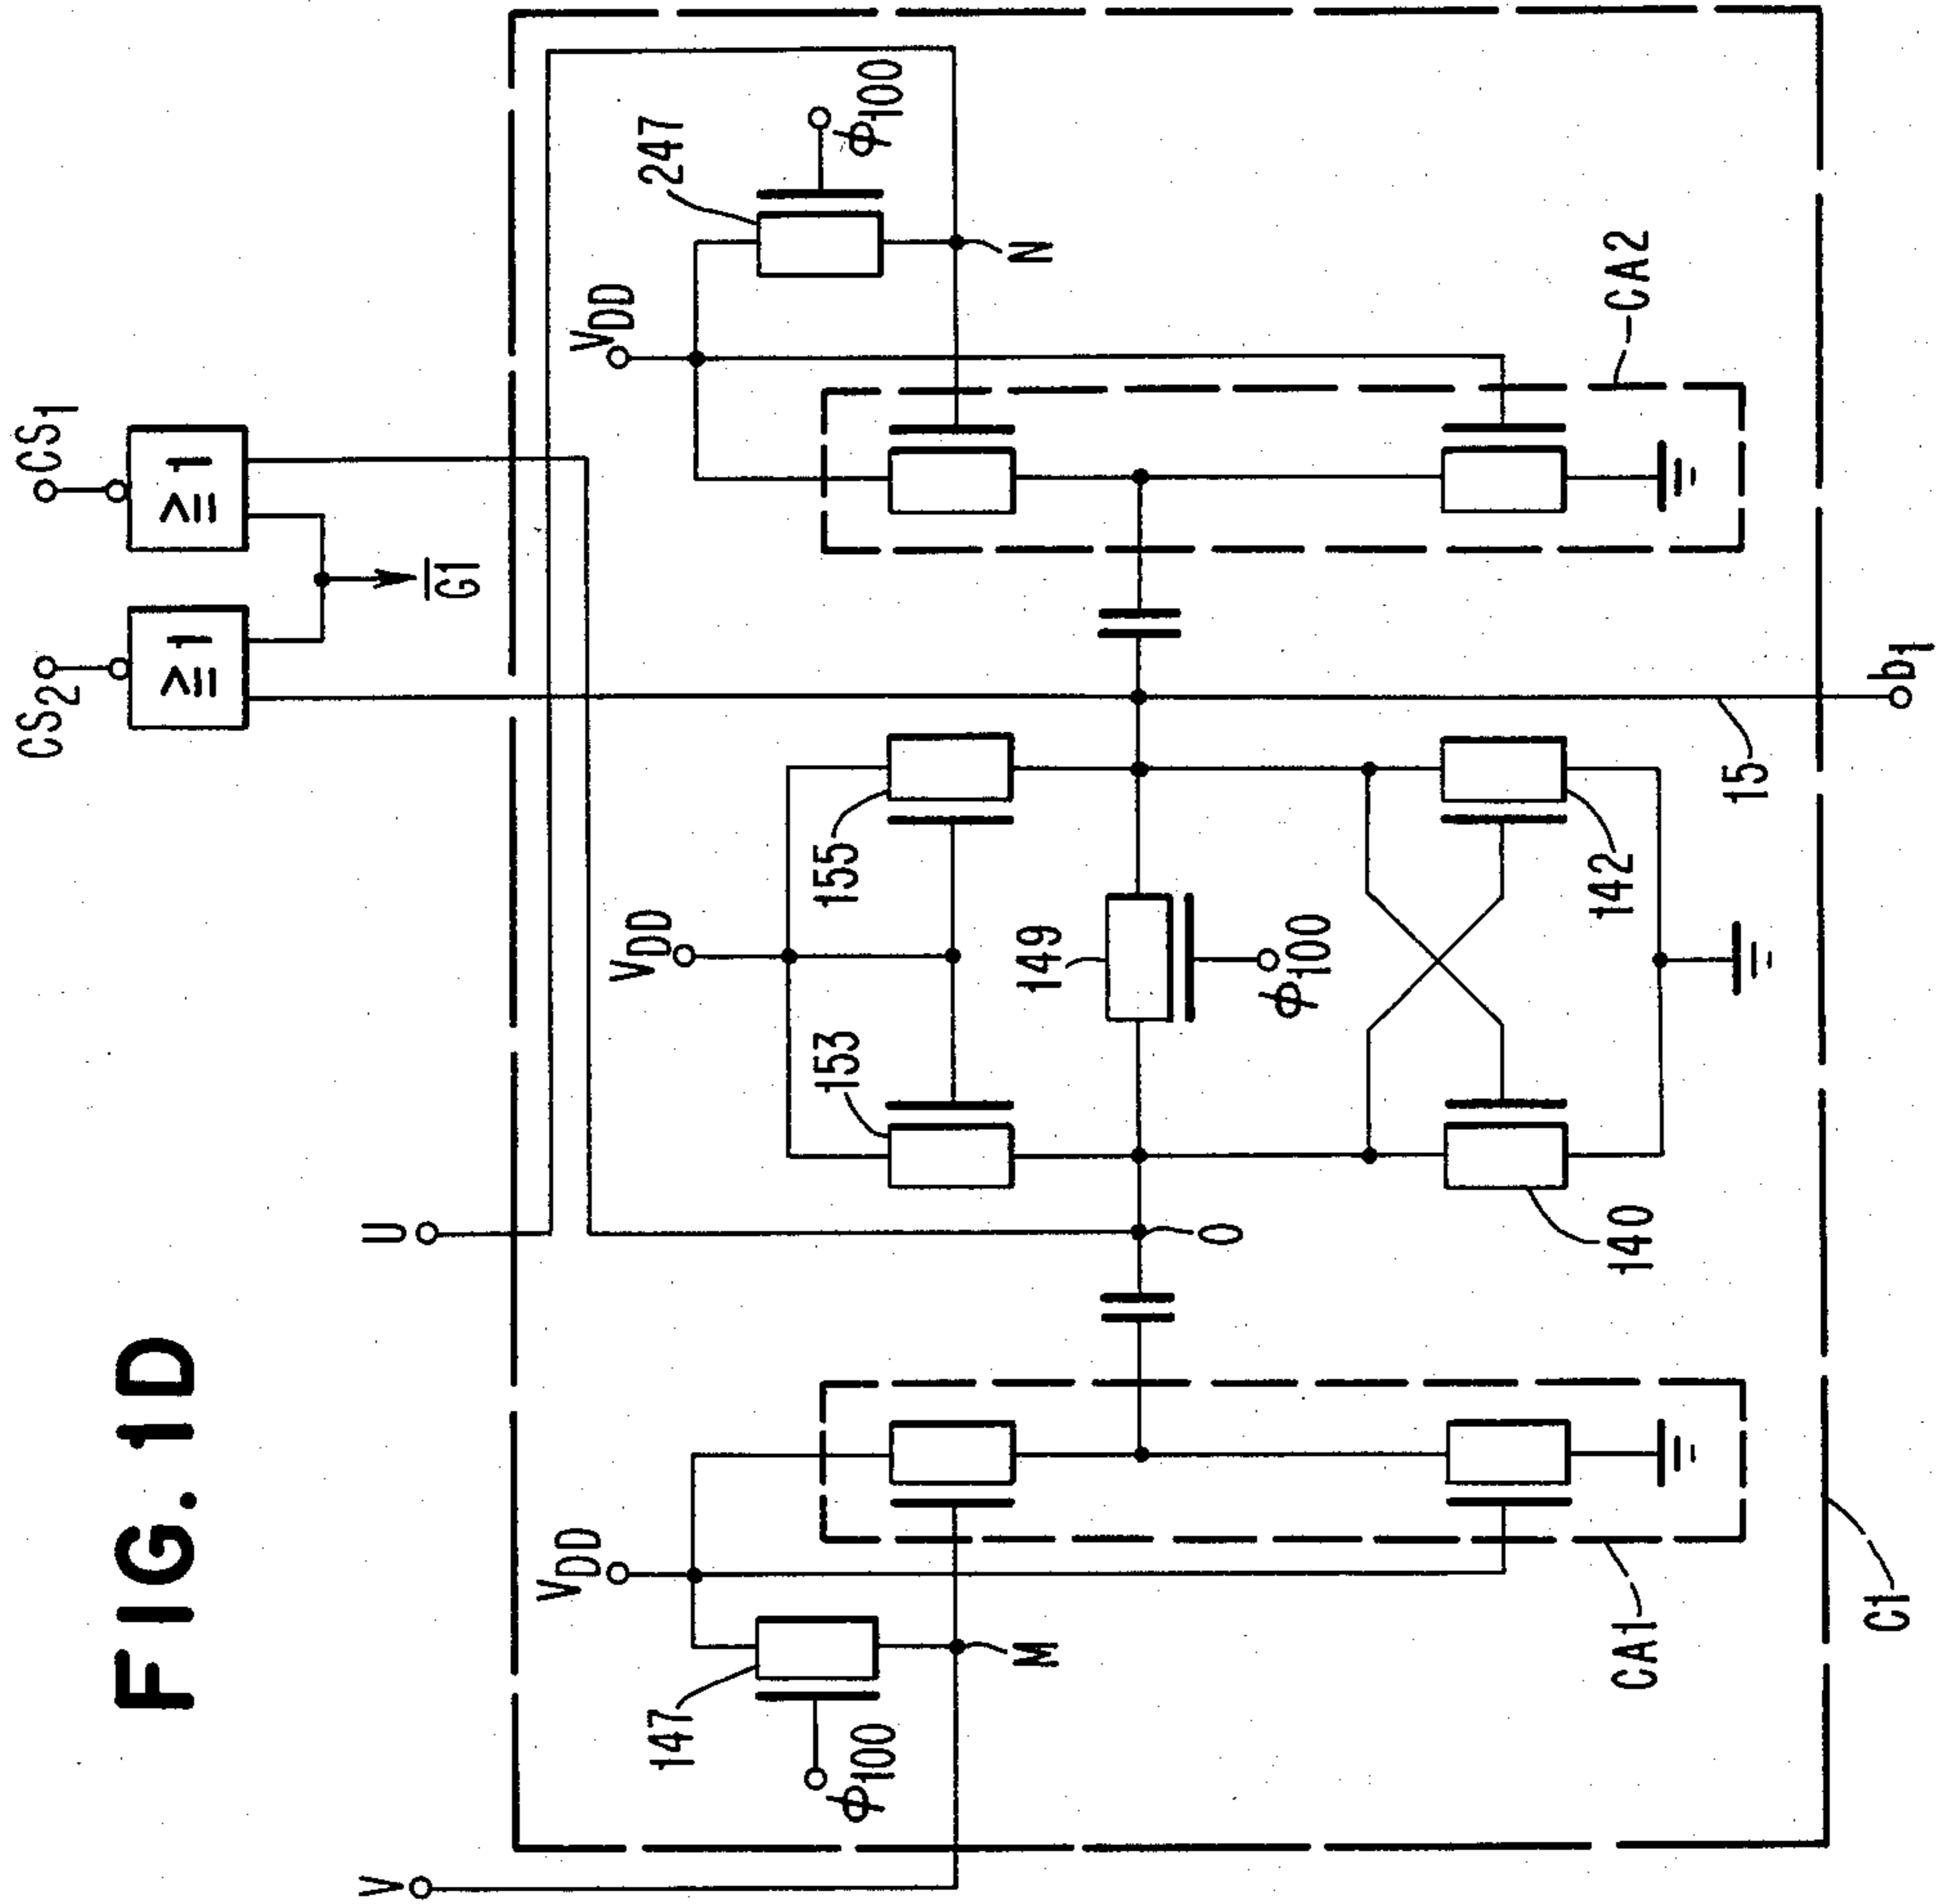 FIG. 1D
V
U
CS2
CS1
≥1
≥1
G1
VDD
147
ϕ100
M
CA1
C1
VDD
153
155
149
ϕ100
O
140
142
15
b1
VDD
247
ϕ100
N
CA2